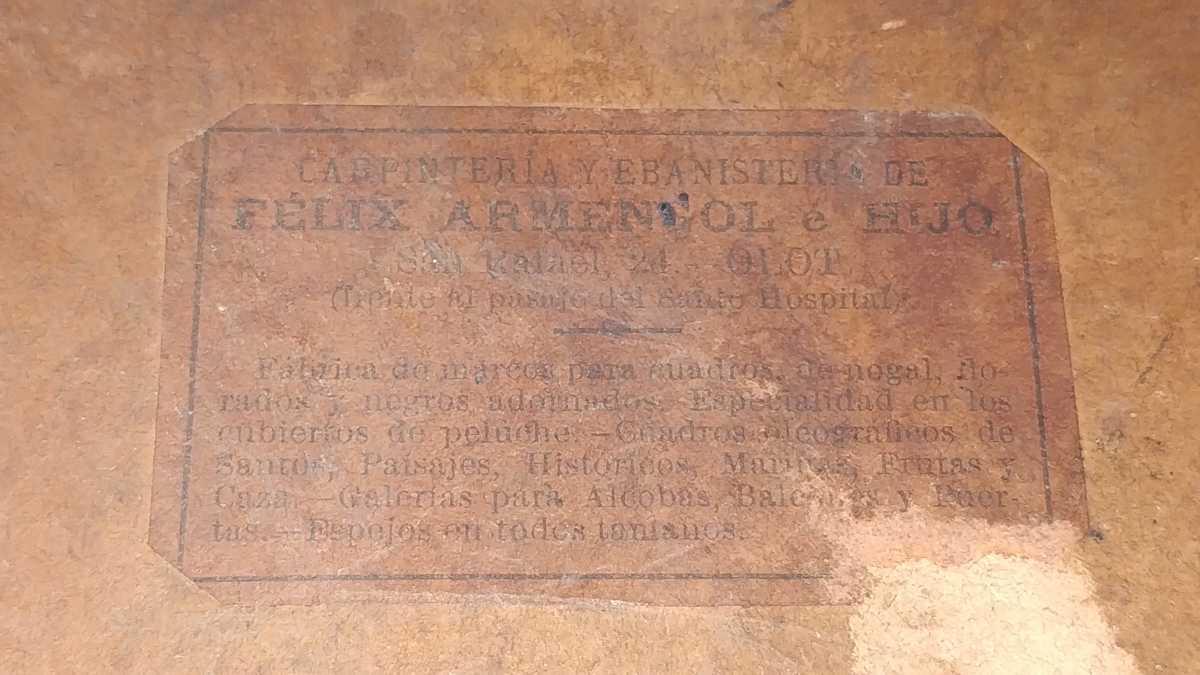 CARPINTERÍA Y EBANISTERÍA DE
FÉLIX ARMENGOL é HIJO
San Rafael, 24.—OLOT
(frente al pasaje del Santo Hospital)
Fábrica de marcos para cuadros, de nogal, do-
rados y negros adornados.—Especialidad en los
cubiertos de peluche.—Cuadros oleográficos de
Santos, Paisajes, Históricos, Marinas, Frutas y
Caza.—Galerías para Alcobas, Balcones y Puer-
tas.—Espejos en todos tamaños.